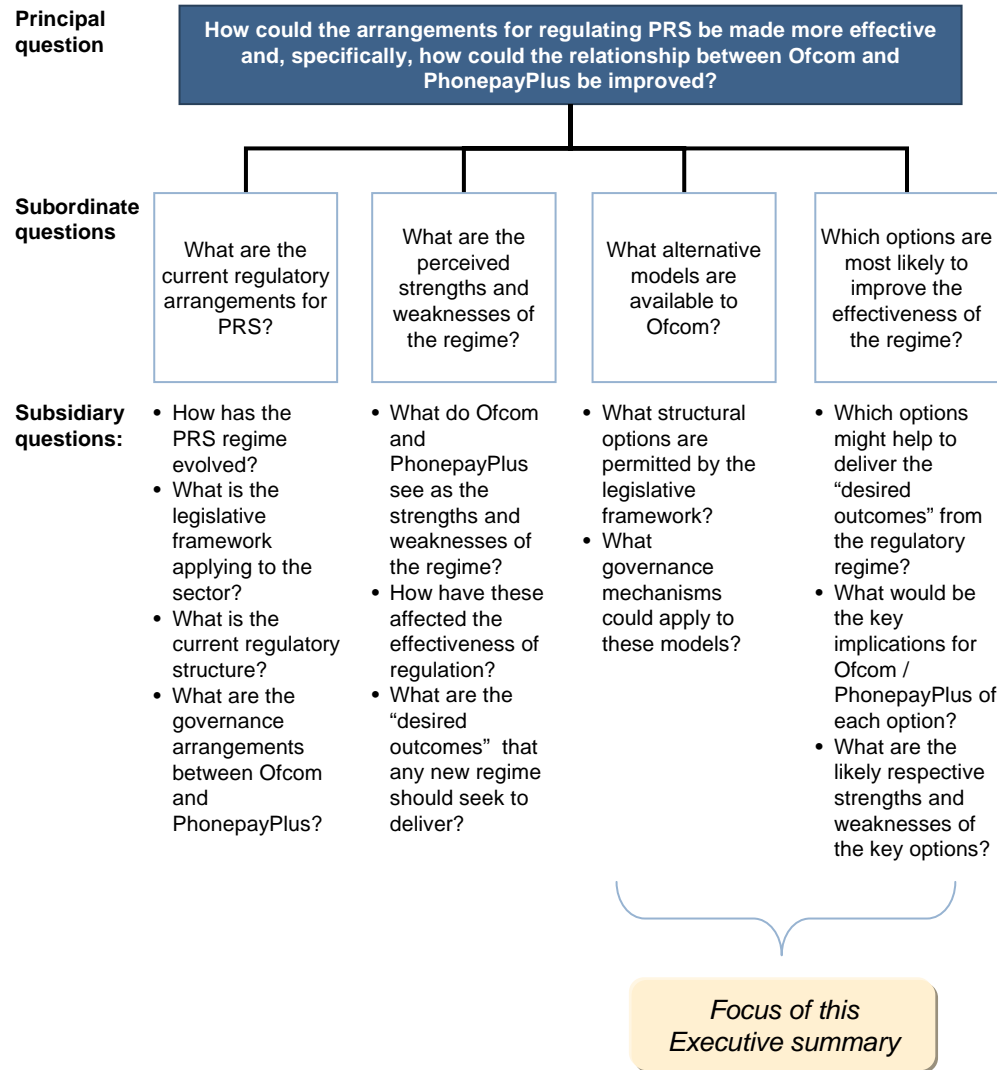 Principal
question
How could the arrangements for regulating PRS be made more effective
and, specifically, how could the relationship between Ofcom and
PhonepayPlus be improved?
Subordinate
questions
What are the
current regulatory
arrangements for
PRS?
What are the
perceived
strengths and
weaknesses of
the regime?
What alternative
models are
available to
Ofcom?
Which options are
most likely to
improve the
effectiveness of
the regime?
Subsidiary
questions:
• How has the
PRS regime
evolved?
• What is the
legislative
framework
applying to the
sector?
• What is the
current regulatory
structure?
• What are the
governance
arrangements
between Ofcom
and
PhonepayPlus?
• What do Ofcom
and
PhonepayPlus
see as the
strengths and
weaknesses of
the regime?
• How have these
affected the
effectiveness of
regulation?
• What are the
“desired
outcomes” that
any new regime
should seek to
deliver?
• What structural
options are
permitted by the
legislative
framework?
• What
governance
mechanisms
could apply to
these models?
• Which options
might help to
deliver the
“desired
outcomes” from
the regulatory
regime?
• What would be
the key
implications for
Ofcom /
PhonepayPlus of
each option?
• What are the
likely respective
strengths and
weaknesses of
the key options?
Focus of this
Executive summary